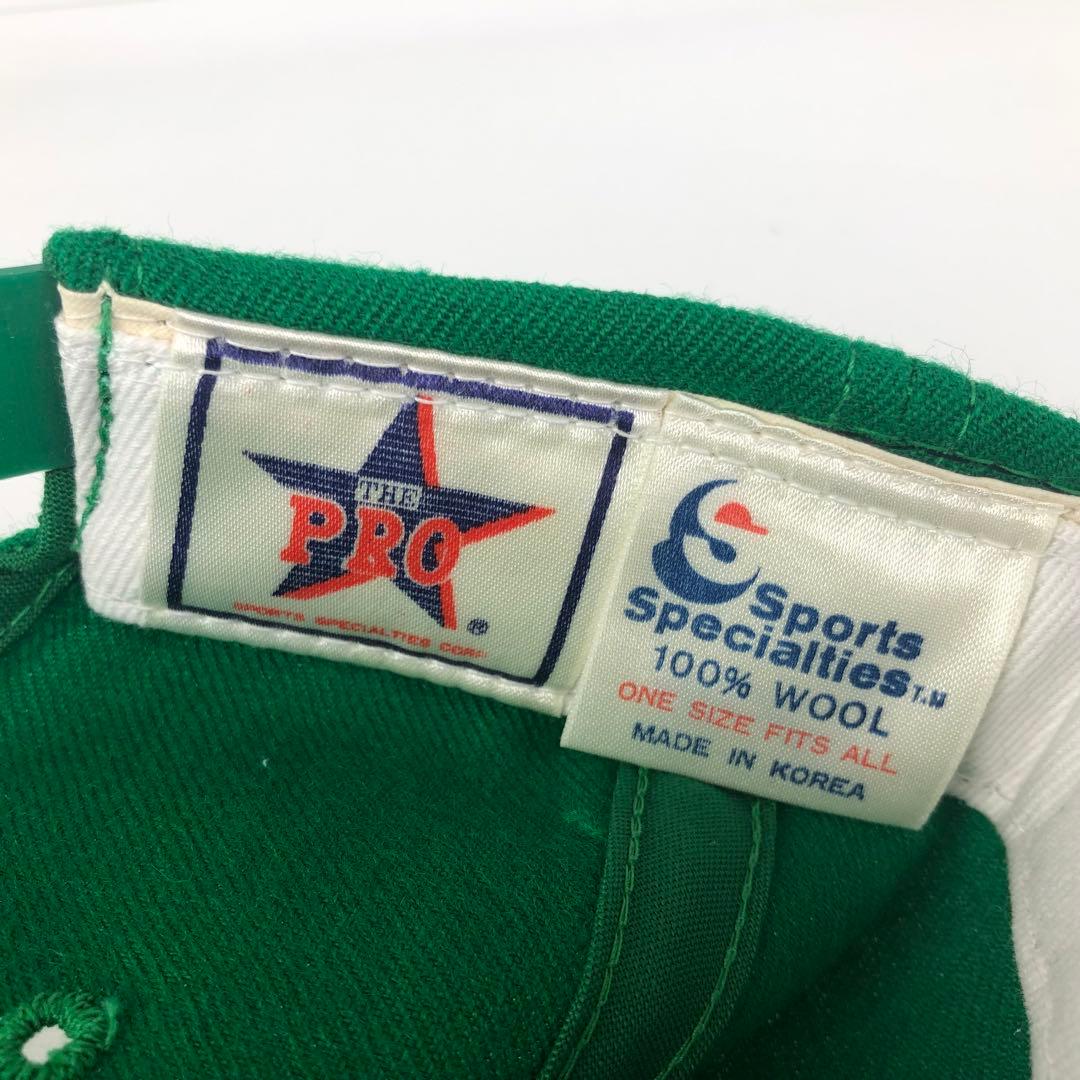 THE
PRO®
SPORTS SPECIALTIES CORP.
Sports
Specialties T.M
100% WOOL
ONE SIZE FITS ALL
MADE IN KOREA